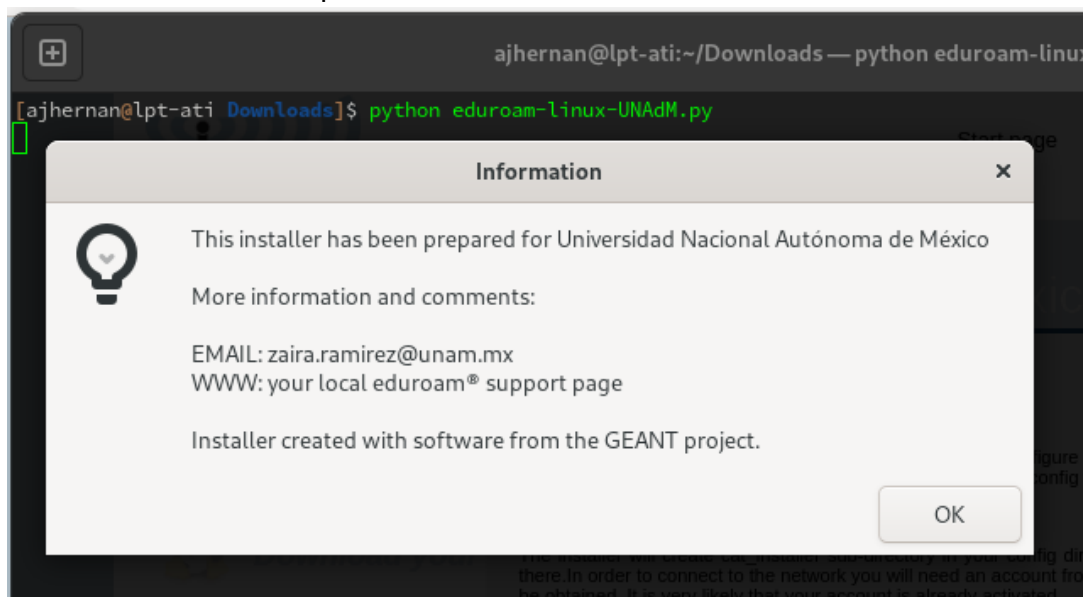 ajhernan@lpt-ati:~/Downloads — python eduroam-linux
[ajhernan@lpt-ati Downloads]$ python eduroam-linux-UNAdM.py
Start page
Information
This installer has been prepared for Universidad Nacional Autónoma de México
More information and comments:
EMAIL: zaira.ramirez@unam.mx
WWW: your local eduroam® support page
Installer created with software from the GEANT project.
OK
The installer will create cat_installer sub-directory in your config dir
there.In order to connect to the network you will need an account fro
be obtained. It is very likely that your account is already activated